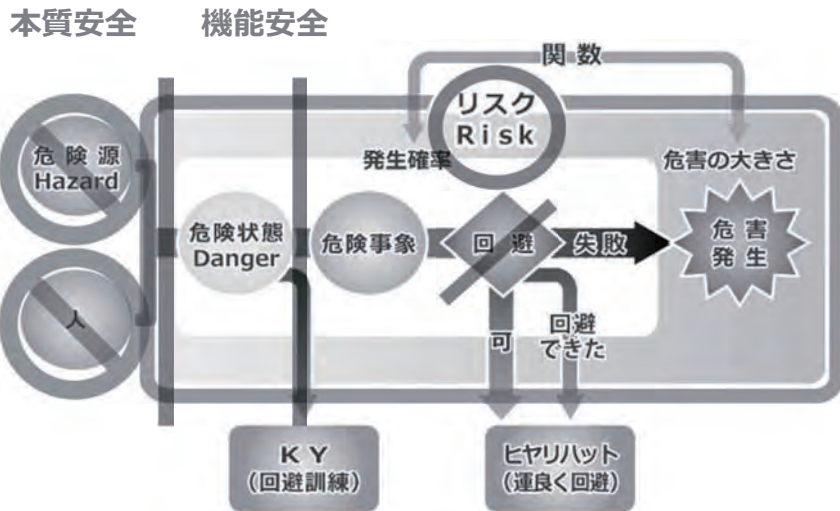 本質安全
機能安全
関数
リスク
Risk
発生確率
危害の大きさ
危険源
Hazard
人
危険状態
Danger
危険事象
回避
失敗
危害
発生
可
回避
できた
KY
(回避訓練)
ヒヤリハット
(運良く回避)